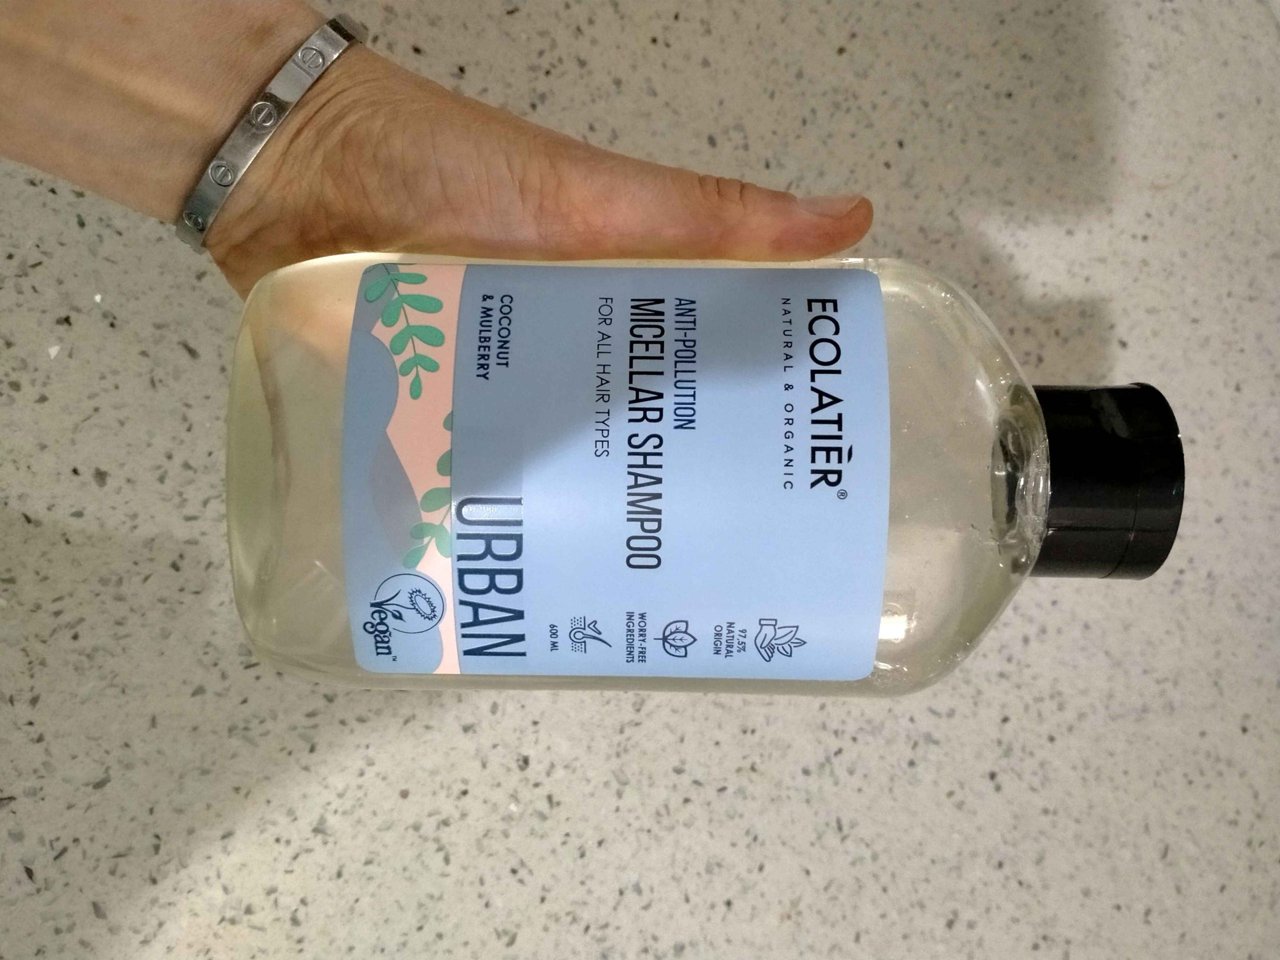 ECOLATIÈR®
NATURAL & ORGANIC
ANTI-POLLUTION
MICELLAR SHAMPOO
FOR ALL HAIR TYPES
97,5%
NATURAL
ORIGIN
WORRY-FREE
INGREDIENTS
600 ML
COCONUT
& MULBERRY
URBAN
Vegan™